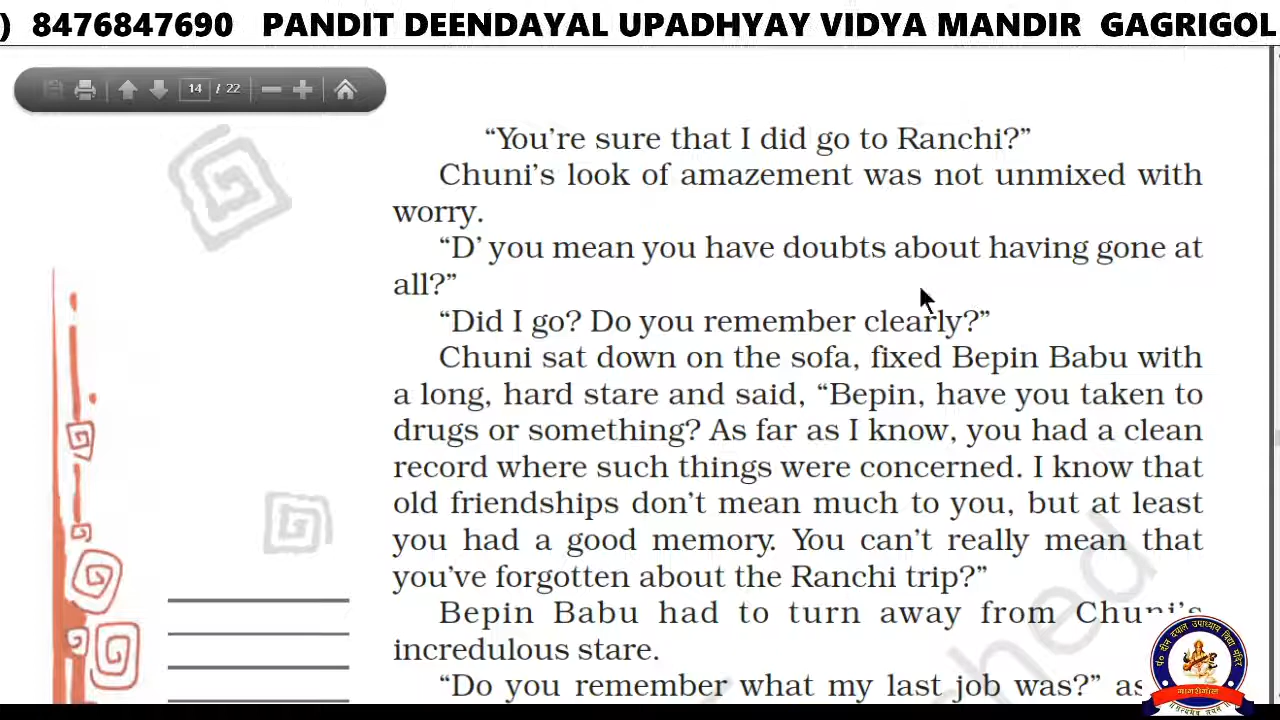 ) 8476847690 PANDIT DEENDAYAL UPADHYAY VIDYA MANDIR GAGRIGOL
14 / 22
“You’re sure that I did go to Ranchi?”
Chuni’s look of amazement was not unmixed with
worry.
“D’ you mean you have doubts about having gone at
all?”
“Did I go? Do you remember clearly?”
Chuni sat down on the sofa, fixed Bepin Babu with
a long, hard stare and said, “Bepin, have you taken to
drugs or something? As far as I know, you had a clean
record where such things were concerned. I know that
old friendships don’t mean much to you, but at least
you had a good memory. You can’t really mean that
you’ve forgotten about the Ranchi trip?”
Bepin Babu had to turn away from Chuni’s
incredulous stare.
“Do you remember what my last job was?” as
shed
पं० दीन दयाल उपाध्याय विद्या मंदिर
गागरीगोल